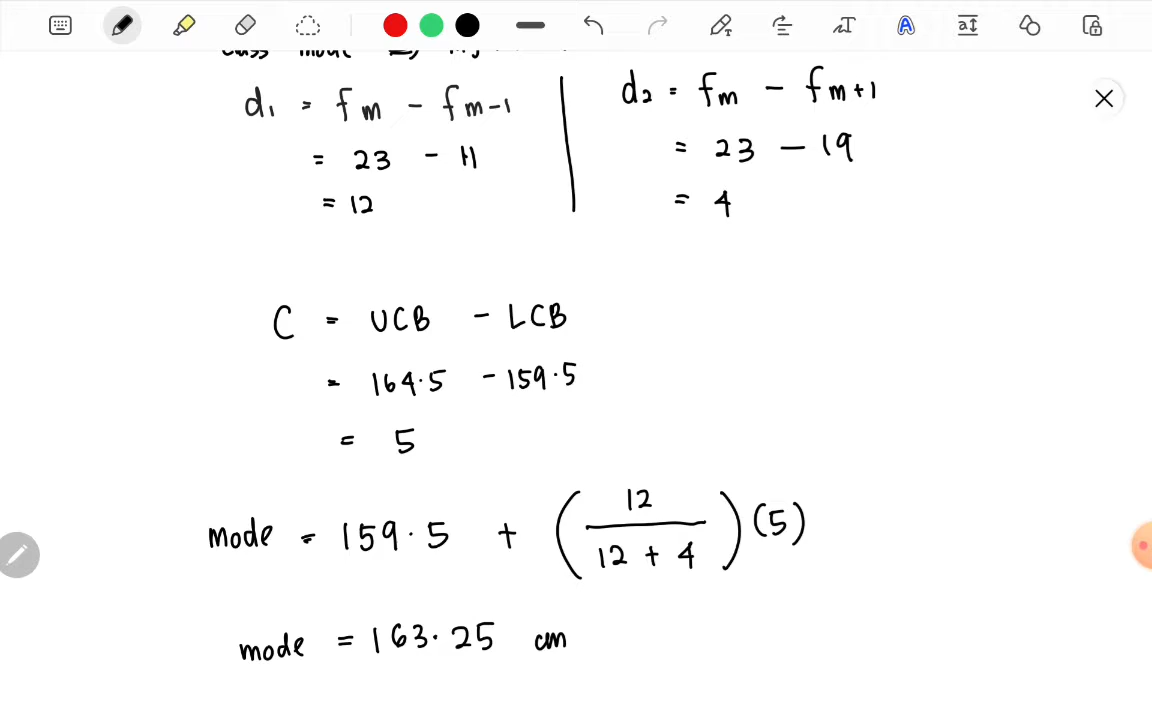 d₁ = fm - fm-1
= 23 - 11
= 12
d₂ = fm - fm+1
= 23 - 19
= 4
C = UCB - LCB
= 164.5 - 159.5
= 5
mode = 159.5 + (12 / 12 + 4) (5)
mode = 163.25 cm